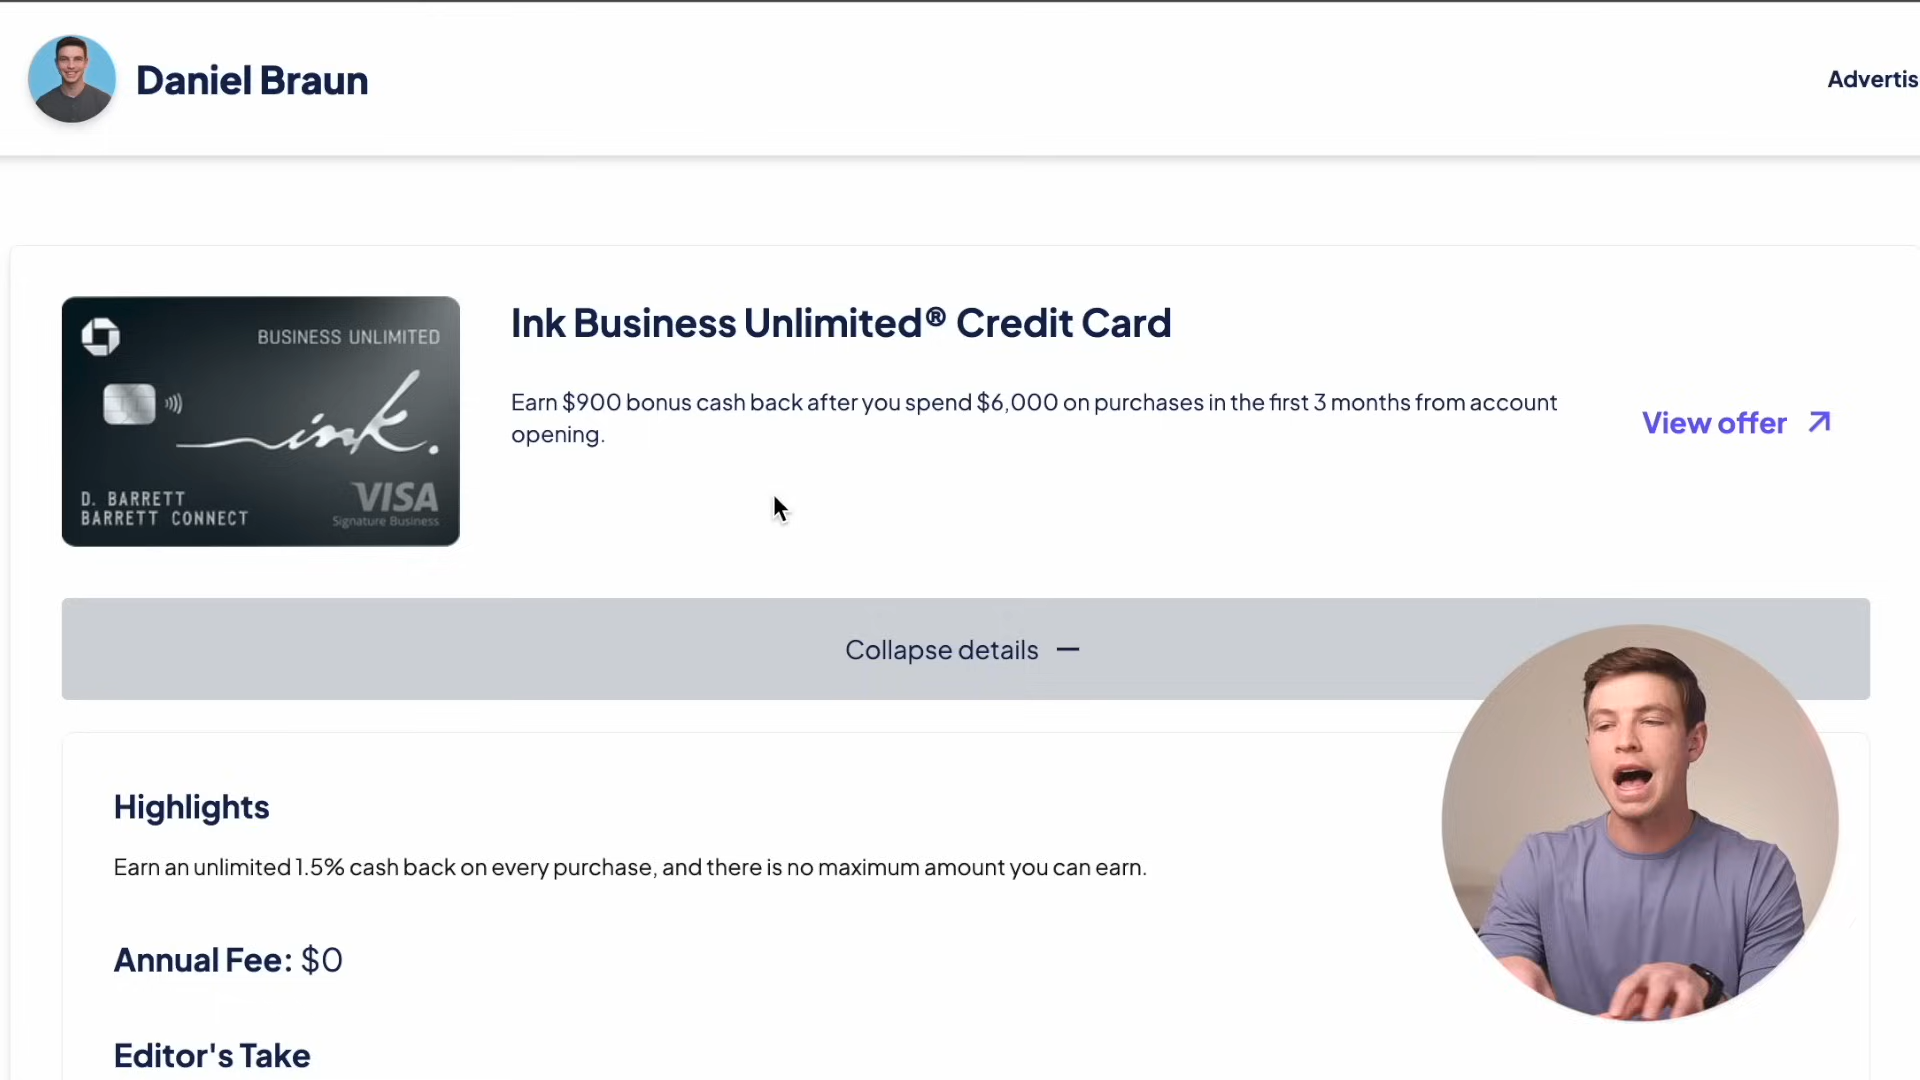 Daniel Braun
Advertis
BUSINESS UNLIMITED
ink.
D. BARRETT
BARRETT CONNECT
VISA
Signature Business
Ink Business Unlimited® Credit Card
Earn $900 bonus cash back after you spend $6,000 on purchases in the first 3 months from account
opening.
View offer
Collapse details
Highlights
Earn an unlimited 1.5% cash back on every purchase, and there is no maximum amount you can earn.
Annual Fee: $0
Editor's Take